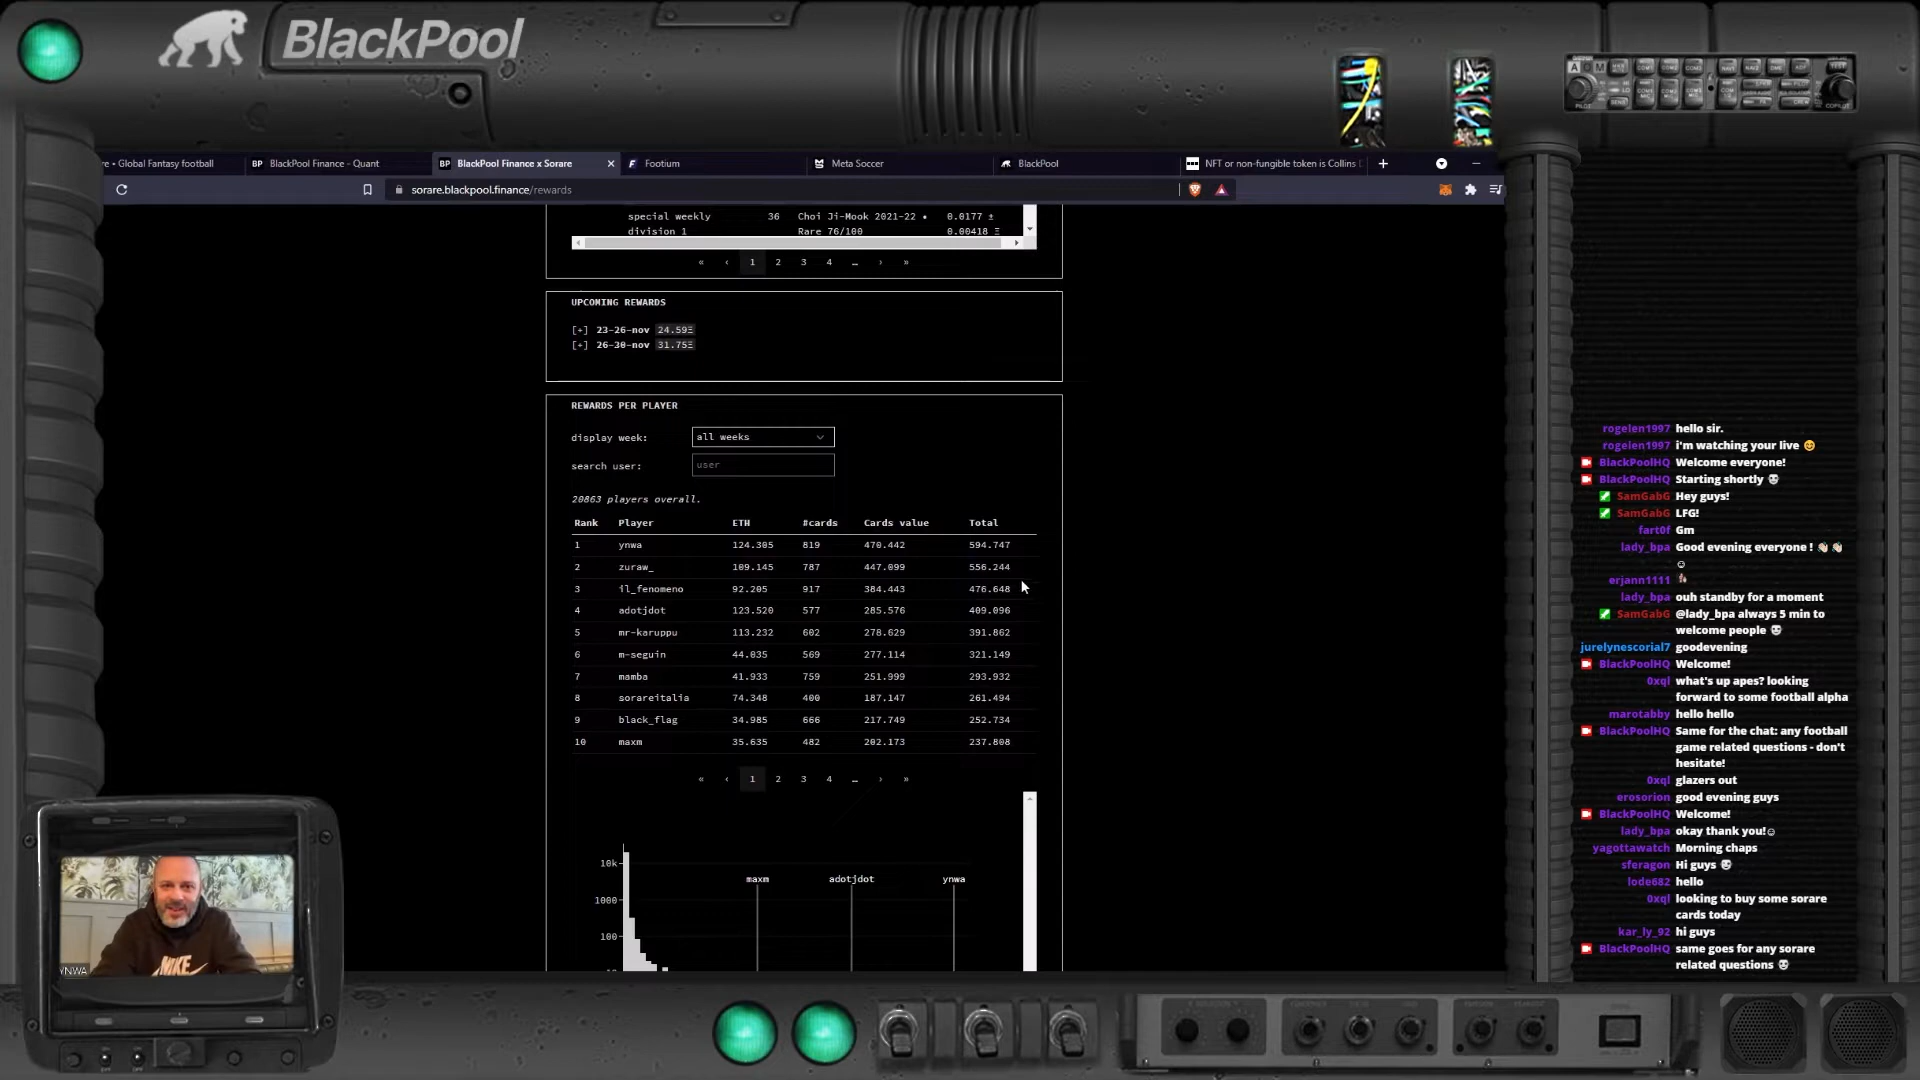 BlackPool
re • Global Fantasy football
BP BlackPool Finance - Quant
BP BlackPool Finance x Sorare
Footium
Meta Soccer
BlackPool
NFT or non-fungible token is Collins D
sorare.blackpool.finance/rewards
special weekly 36 Choi Ji-Mook 2021-22 • 0.0177 ±
division 1 Rare 76/100 0.00418 Ξ
« ‹ 1 2 3 4 … › »
UPCOMING REWARDS
[+] 23-26-nov 24.59Ξ
[+] 26-30-nov 31.75Ξ
REWARDS PER PLAYER
display week: all weeks
search user: user
20863 players overall.
Rank Player ETH #cards Cards value Total
1 ynwa 124.305 819 470.442 594.747
2 zuraw_ 109.145 787 447.099 556.244
3 il_fenomeno 92.205 917 384.443 476.648
4 adotjdot 123.520 577 285.576 409.096
5 mr-karuppu 113.232 602 278.629 391.862
6 m-seguin 44.035 569 277.114 321.149
7 mamba 41.933 759 251.999 293.932
8 sorareitalia 74.348 400 187.147 261.494
9 black_flag 34.985 666 217.749 252.734
10 maxm 35.635 482 202.173 237.808
« ‹ 1 2 3 4 … › »
10k
maxm adotjdot ynwa
1000
100
YNWA
NIKE
rogelen1997 hello sir.
rogelen1997 i'm watching your live 😊
BlackPoolHQ Welcome everyone!
BlackPoolHQ Starting shortly
SamGabG Hey guys!
SamGabG LFG!
fart0f Gm
lady_bpa Good evening everyone ! 👏🏻 👏🏻
☺
erjann1111
lady_bpa ouh standby for a moment
SamGabG @lady_bpa always 5 min to
welcome people
jurelynescorial7 goodevening
BlackPoolHQ Welcome!
0xql what's up apes? looking
forward to some football alpha
marotabby hello hello
BlackPoolHQ Same for the chat: any football
game related questions - don't
hesitate!
0xql glazers out
erosorion good evening guys
BlackPoolHQ Welcome!
lady_bpa okay thank you!☺
yagottawatch Morning chaps
sferagon Hi guys
lode682 hello
0xql looking to buy some sorare
cards today
kar_ly_92 hi guys
BlackPoolHQ same goes for any sorare
related questions